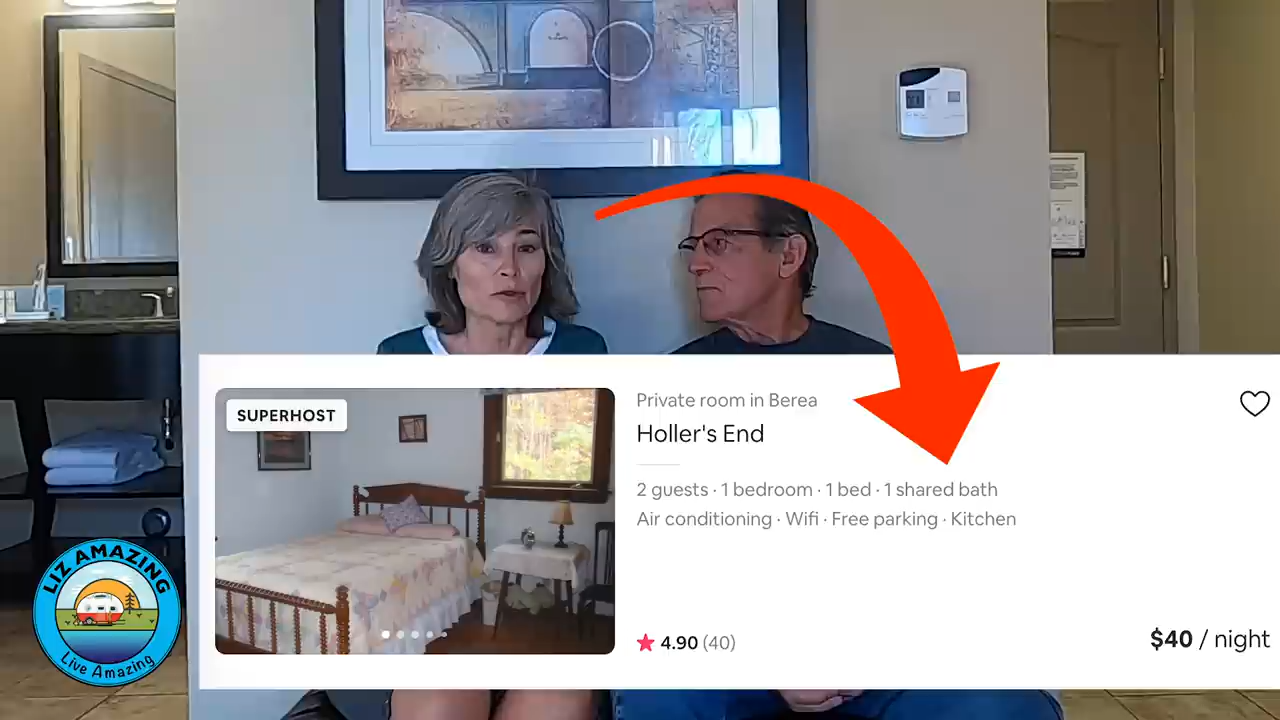 SUPERHOST
Private room in Berea
Holler's End
2 guests · 1 bedroom · 1 bed · 1 shared bath
Air conditioning · Wifi · Free parking · Kitchen
4.90 (40)
$40 / night
LIZ AMAZING
Live Amazing